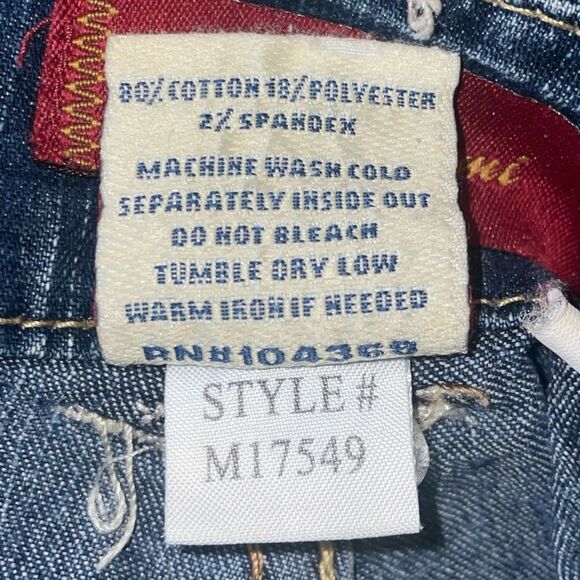 80% COTTON 18% POLYESTER
2% SPANDEX
MACHINE WASH COLD
SEPARATELY INSIDE OUT
DO NOT BLEACH
TUMBLE DRY LOW
WARM IRON IF NEEDED
RN#104369
STYLE #
M17549